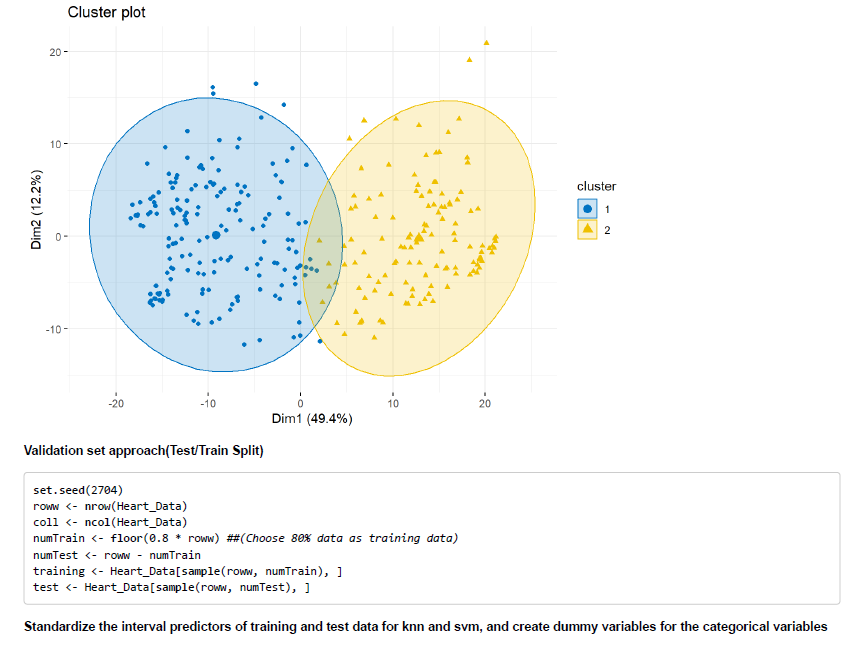 Cluster plot
20
10
0
-10
Dim2 (12.2%)
-20
-10
0
10
20
Dim1 (49.4%)
cluster
1
2
Validation set approach(Test/Train Split)
set.seed(2704)
roww <- nrow(Heart_Data)
coll <- ncol(Heart_Data)
numTrain <- floor(0.8 * roww) ##(Choose 80% data as training data)
numTest <- roww - numTrain
training <- Heart_Data[sample(roww, numTrain), ]
test <- Heart_Data[sample(roww, numTest), ]
Standardize the interval predictors of training and test data for knn and svm, and create dummy variables for the categorical variables